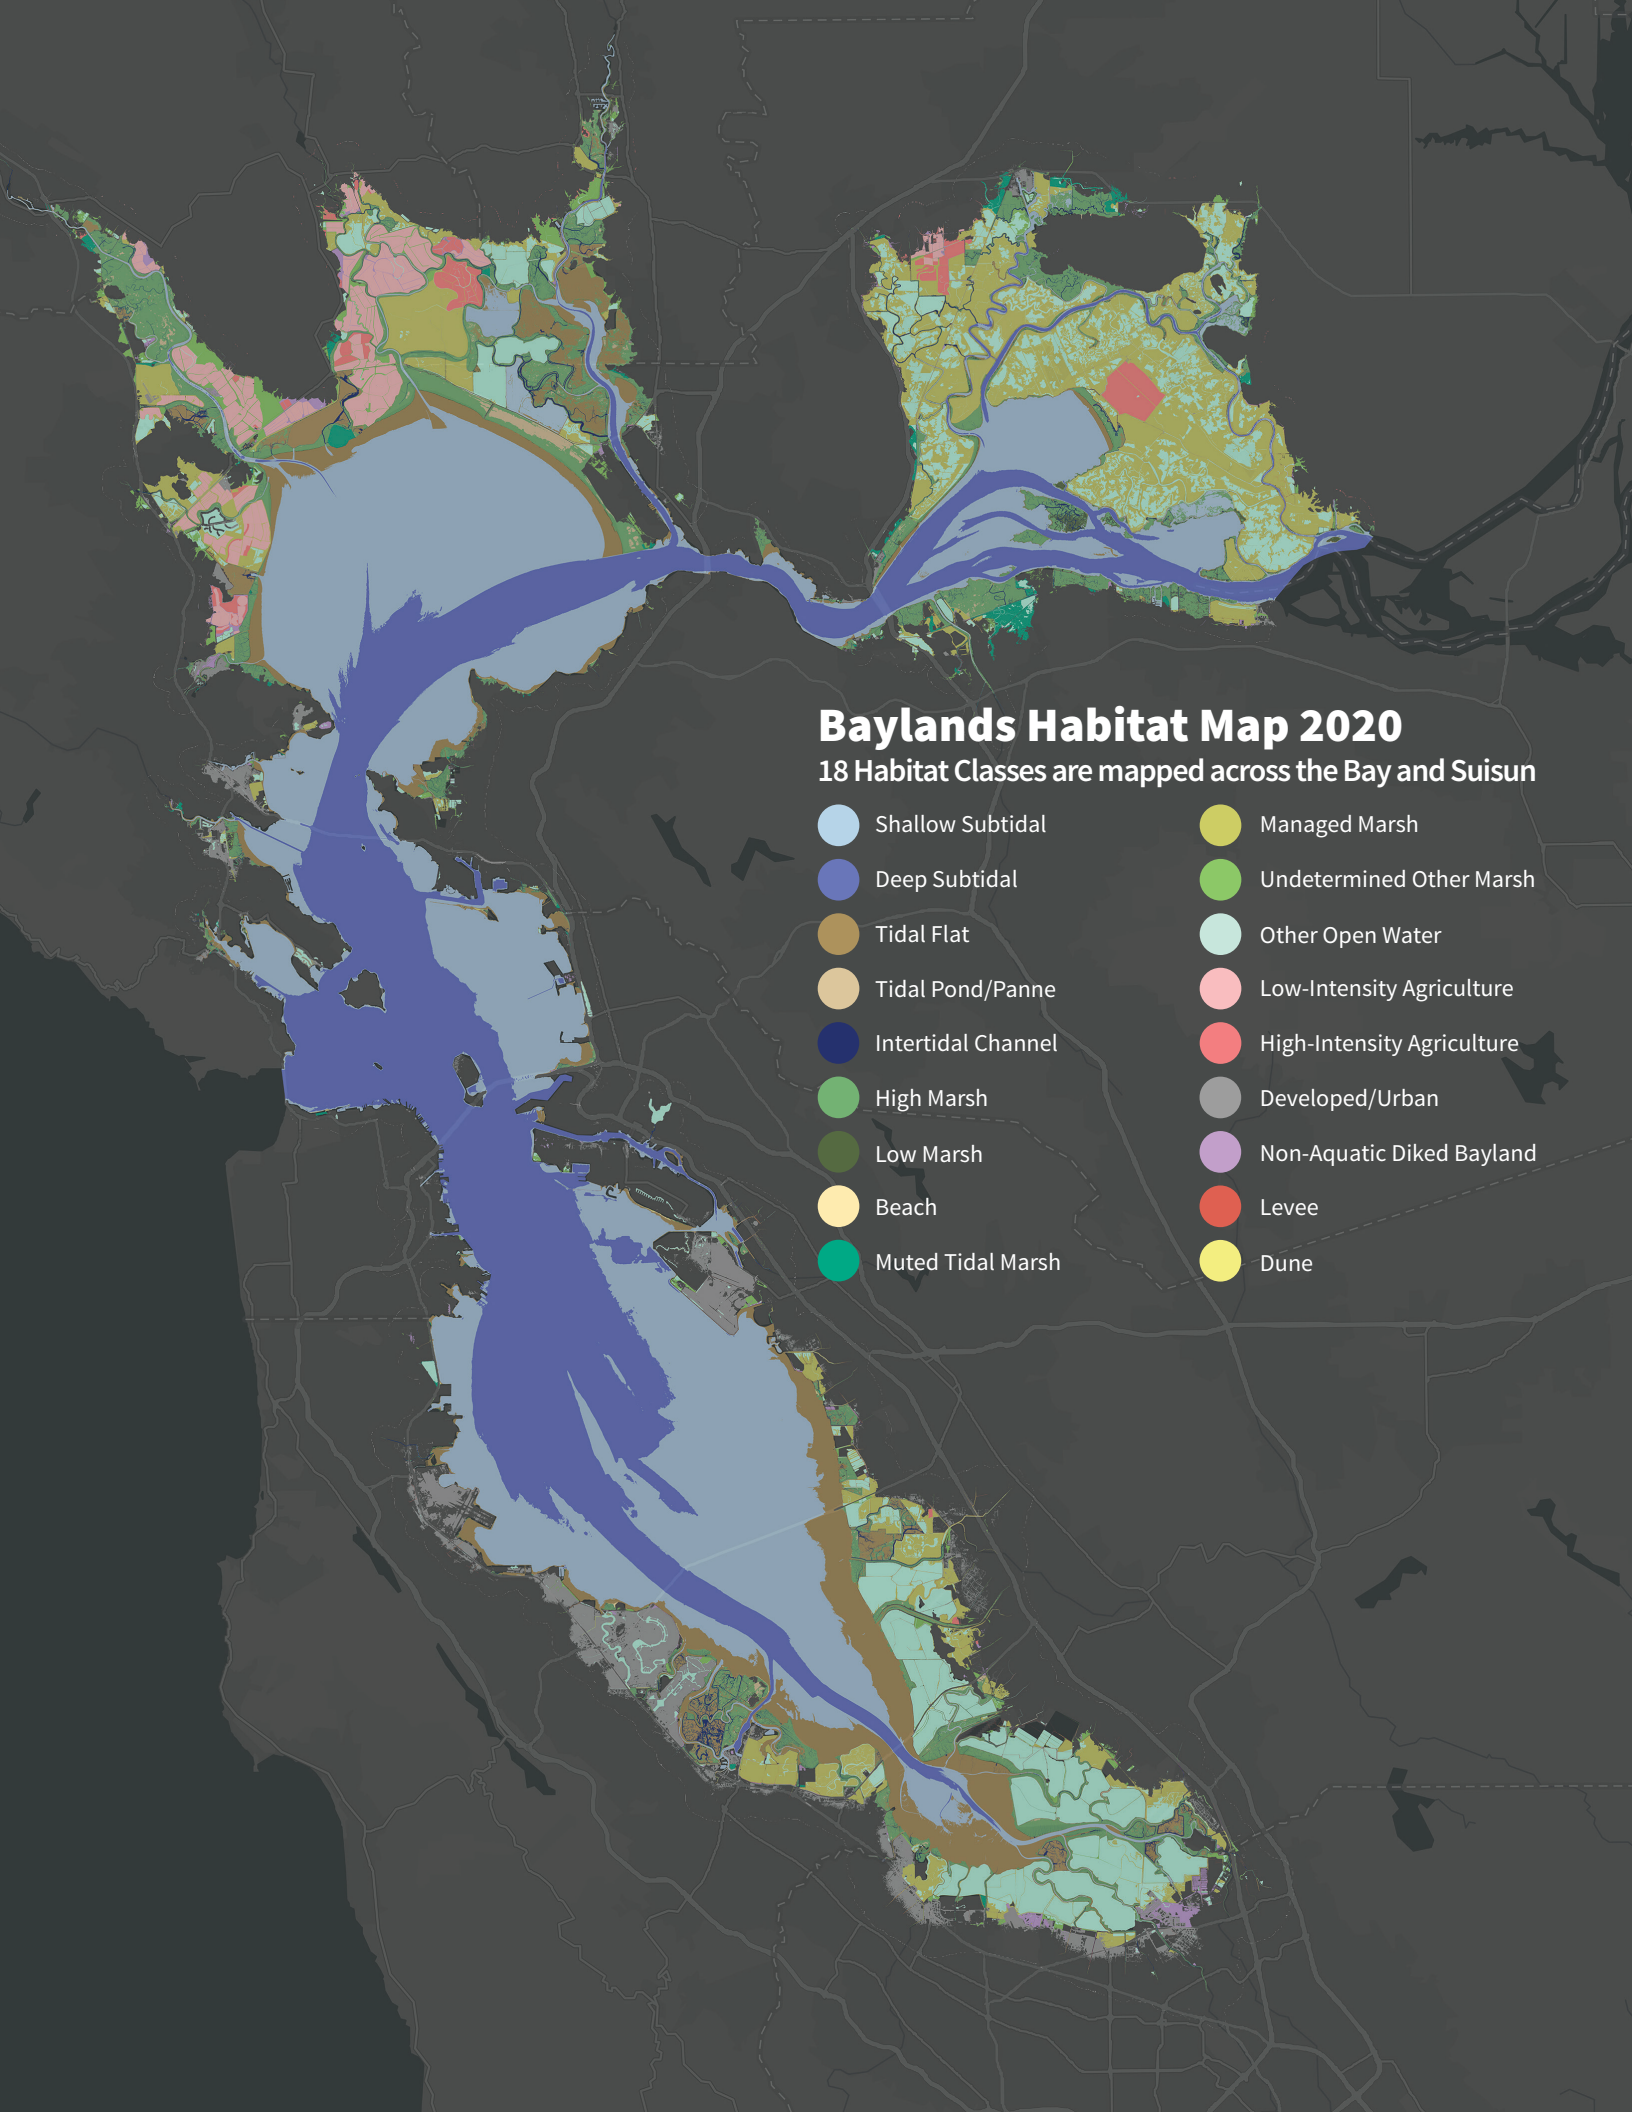 Baylands Habitat Map 2020
18 Habitat Classes are mapped across the Bay and Suisun
Shallow Subtidal
Deep Subtidal
Tidal Flat
Tidal Pond/Panne
Intertidal Channel
High Marsh
Low Marsh
Beach
Muted Tidal Marsh
Managed Marsh
Undetermined Other Marsh
Other Open Water
Low-Intensity Agriculture
High-Intensity Agriculture
Developed/Urban
Non-Aquatic Diked Bayland
Levee
Dune